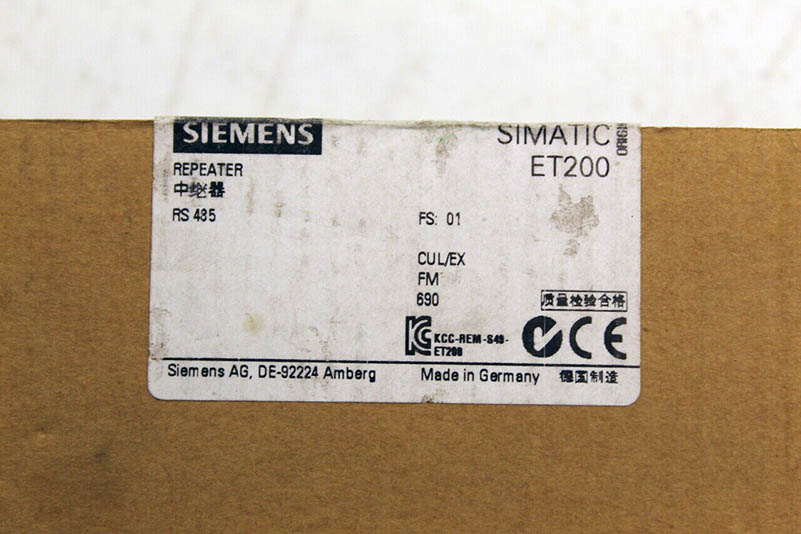 SIEMENS
SIMATIC
ET200
REPEATER
中继器
RS 485
FS: 01
CUL/EX
FM
690
质量检验合格
KCC-REM-S49-
ET200
CE
Siemens AG, DE-92224 Amberg
Made in Germany 德国制造